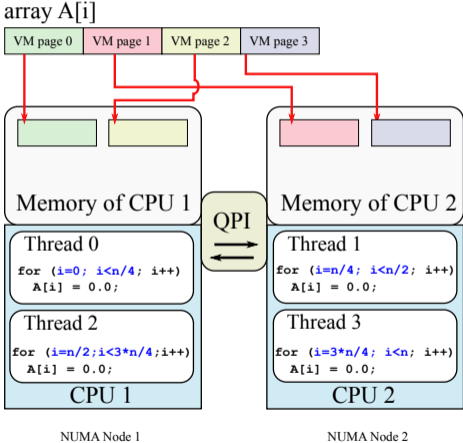 array A[i]
VM page 0 VM page 1 VM page 2 VM page 3
Memory of CPU 1
Memory of CPU 2
QPI
Thread 0
for (i=0; i<n/4; i++)
A[i] = 0.0;
Thread 2
for (i=n/2;i<3*n/4;i++)
A[i] = 0.0;
CPU 1
Thread 1
for (i=n/4; i<n/2; i++)
A[i] = 0.0;
Thread 3
for (i=3*n/4; i<n;i++)
A[i] = 0.0;
CPU 2
NUMA Node 1
NUMA Node 2